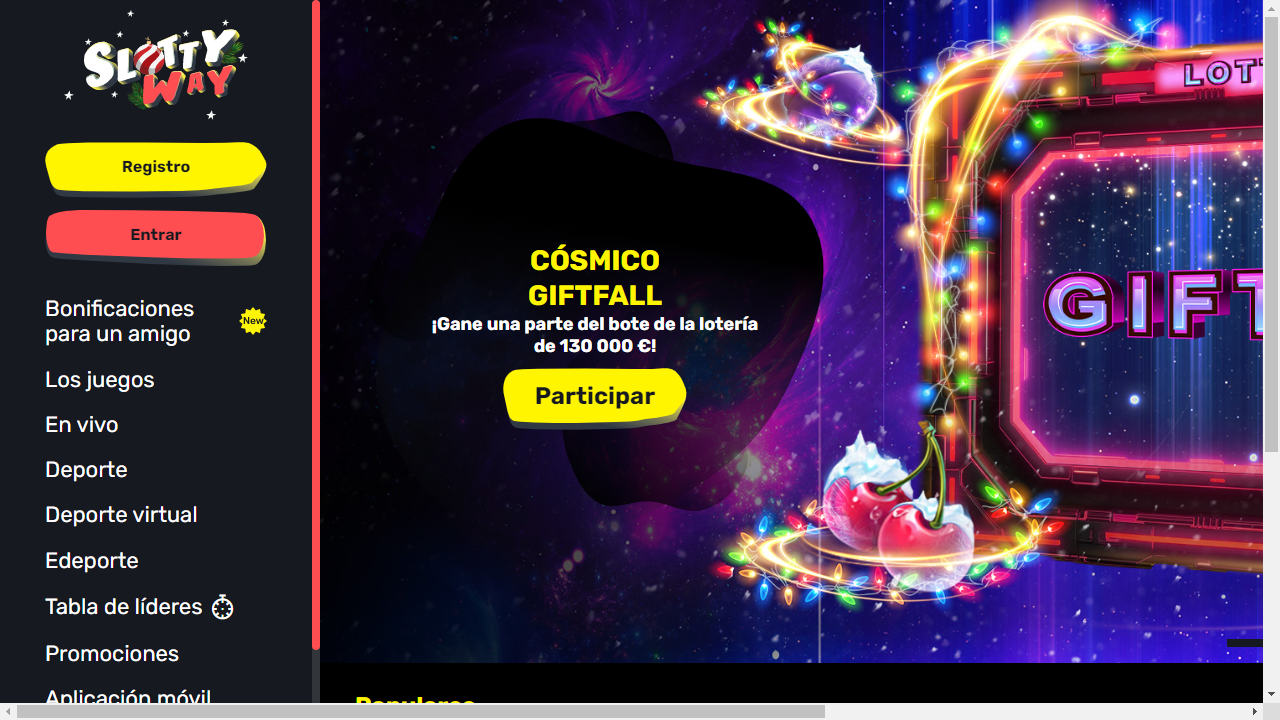 SLOTTY
WAY
Registro
Entrar
Bonificaciones
para un amigo
New
Los juegos
En vivo
Deporte
Deporte virtual
Edeporte
Tabla de líderes
Promociones
Aplicación móvil
CÓSMICO
GIFTFALL
¡Gane una parte del bote de la lotería
de 130 000 €!
Participar
LOTT
GIFT
Populares